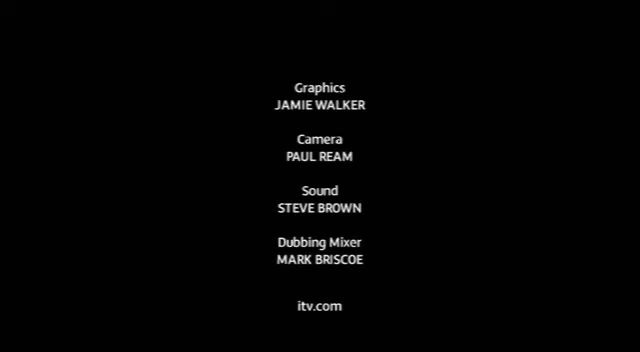 Graphics
JAMIE WALKER
Camera
PAUL REAM
Sound
STEVE BROWN
Dubbing Mixer
MARK BRISCOE
itv.com